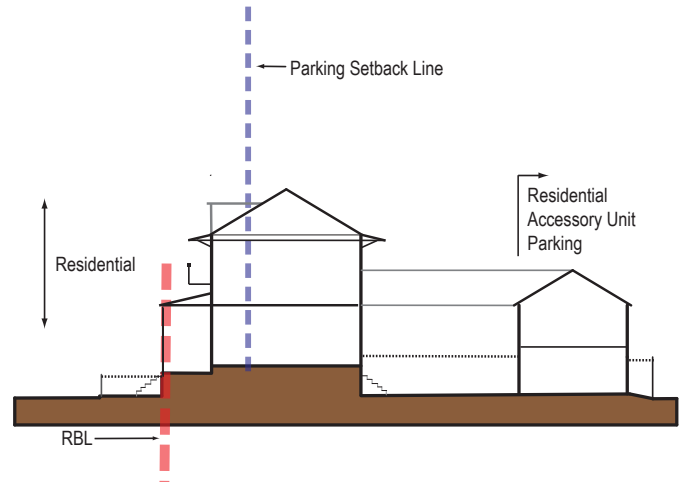 Parking Setback Line
Residential
Accessory Unit
Parking
Residential
RBL